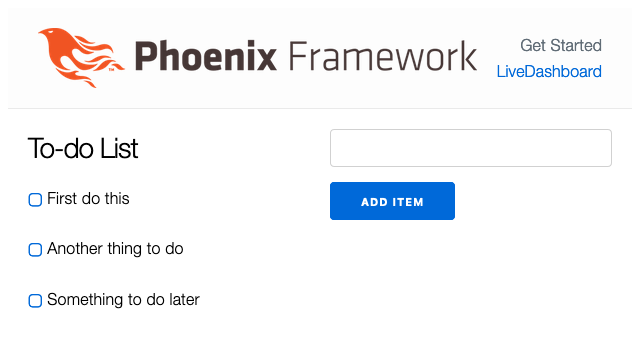 Phoenix Framework
Get Started
LiveDashboard
To-do List
First do this
Another thing to do
Something to do later
ADD ITEM